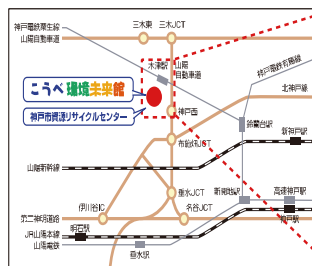 三木東
三木JCT
神戸電鉄粟生線
山陽自動車道
木津駅
山陽
自動車道
神戸電鉄有馬線
こうべ環境未来館
神戸市資源リサイクルセンター
神戸西
北神戸線
鈴蘭台駅
布施畑JCT
新神戸駅
山陽新幹線
垂水JCT
新開地駅
高速神戸駅
伊川谷IC
名谷JCT
神戸駅
第二神明道路
JR山陽本線
明石駅
山陽電鉄
垂水駅